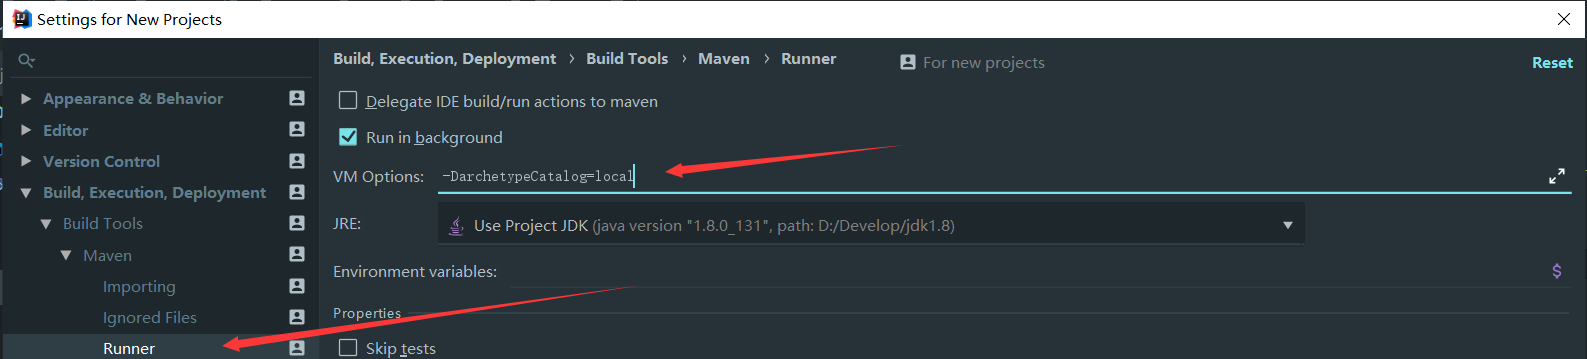 Settings for New Projects
Build, Execution, Deployment › Build Tools › Maven › Runner For new projects Reset
Appearance & Behavior
Editor
Version Control
Build, Execution, Deployment
Build Tools
Maven
Importing
Ignored Files
Runner
Delegate IDE build/run actions to maven
Run in background
VM Options: -DarchetypeCatalog=local
JRE: Use Project JDK (java version "1.8.0_131", path: D:/Develop/jdk1.8)
Environment variables: $
Properties
Skip tests